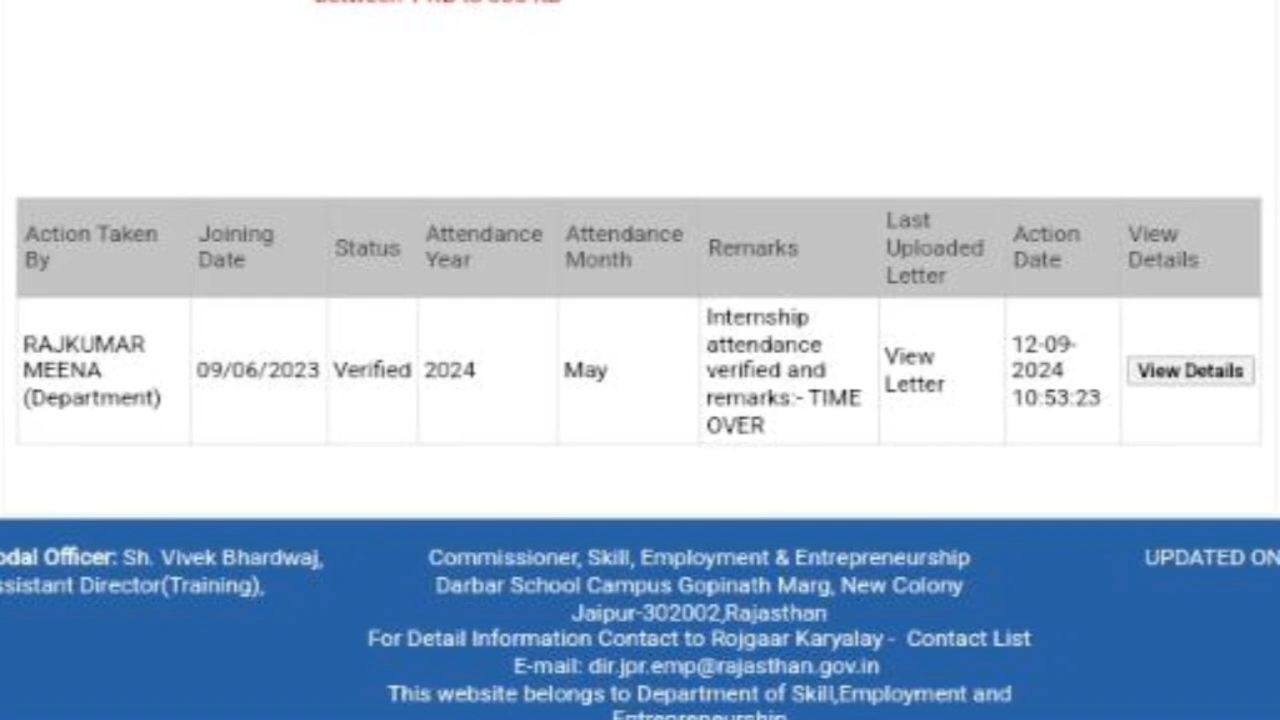 Action Taken By
Joining Date
Status
Attendance Year
Attendance Month
Remarks
Last Uploaded Letter
Action Date
View Details
RAJKUMAR
MEENA
(Department)
09/06/2023
Verified
2024
May
Internship
attendance
verified and
remarks:- TIME
OVER
View
Letter
12-09-
2024
10:53:23
View Details
odal Officer: Sh. Vivek Bhardwaj,
ssistant Director(Training),
Commissioner, Skill, Employment & Entrepreneurship
Darbar School Campus Gopinath Marg, New Colony
Jaipur-302002,Rajasthan
For Detail Information Contact to Rojgaar Karyalay - Contact List
E-mail: dir.jpr.emp@rajasthan.gov.in
This website belongs to Department of Skill,Employment and
Entrepreneurship
UPDATED ON